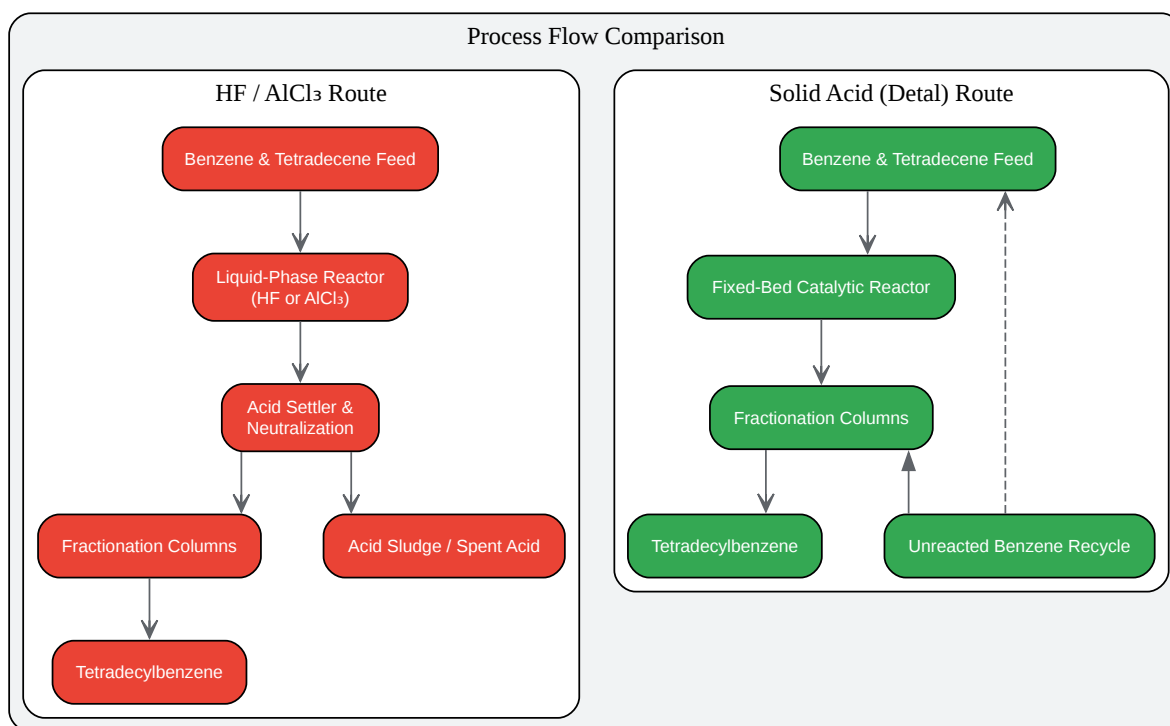 Process Flow Comparison
HF / AlCl₃ Route
Benzene & Tetradecene Feed
Liquid-Phase Reactor
(HF or AlCl₃)
Acid Settler &
Neutralization
Fractionation Columns
Acid Sludge / Spent Acid
Tetradecylbenzene
Solid Acid (Detal) Route
Benzene & Tetradecene Feed
Fixed-Bed Catalytic Reactor
Fractionation Columns
Tetradecylbenzene
Unreacted Benzene Recycle